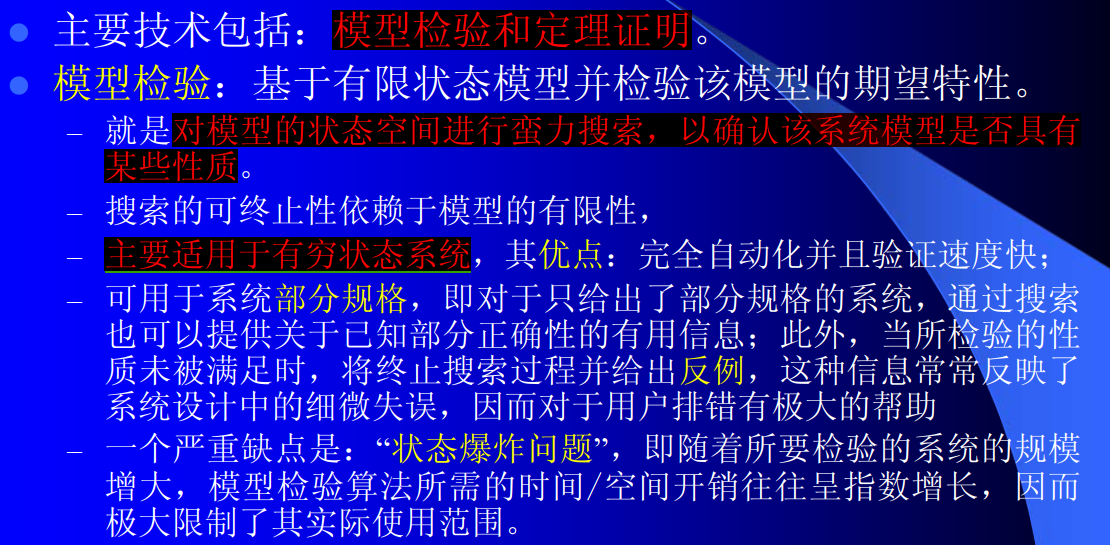 主要技术包括：模型检验和定理证明。
模型检验：基于有限状态模型并检验该模型的期望特性。
– 就是对模型的状态空间进行蛮力搜索，以确认该系统模型是否具有
某些性质。
– 搜索的可终止性依赖于模型的有限性，
– 主要适用于有穷状态系统，其优点：完全自动化并且验证速度快；
– 可用于系统部分规格，即对于只给出了部分规格的系统，通过搜索
也可以提供关于已知部分正确性的有用信息；此外，当所检验的性
质未被满足时，将终止搜索过程并给出反例，这种信息常常反映了
系统设计中的细微失误，因而对于用户排错有极大的帮助
– 一个严重缺点是：“状态爆炸问题”，即随着所要检验的系统的规模
增大，模型检验算法所需的时间/空间开销往往呈指数增长，因而
极大限制了其实际使用范围。